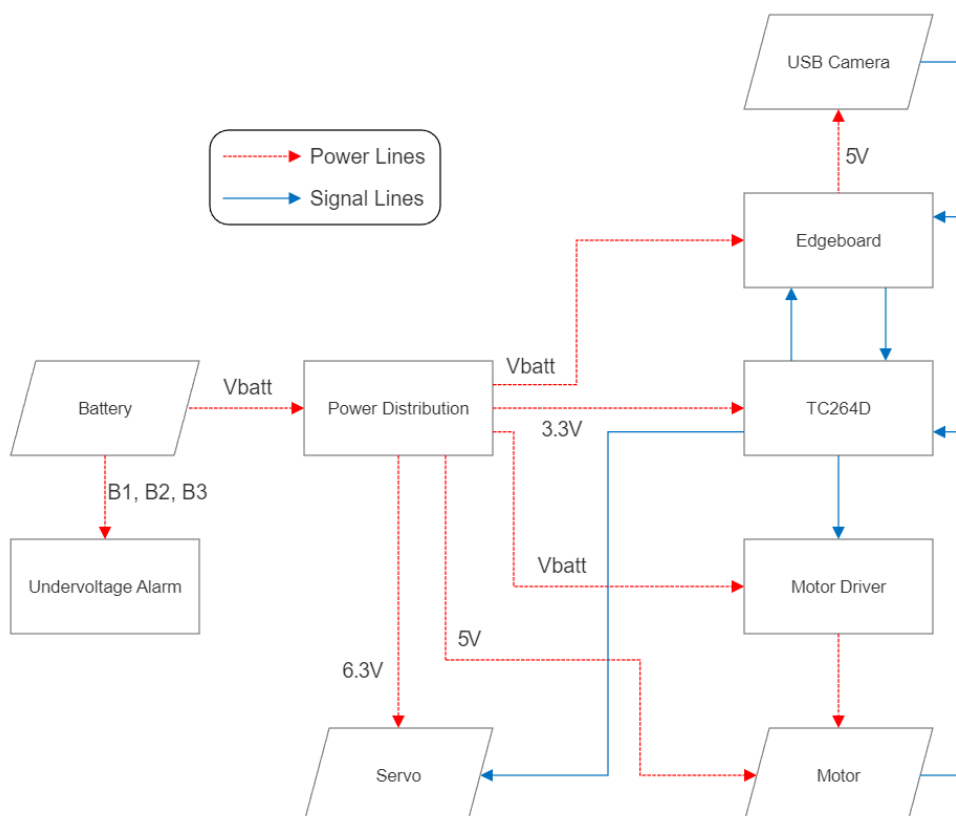 USB Camera
Power Lines
5V
Signal Lines
Edgeboard
Vbatt
Vbatt
Battery
Power Distribution
TC264D
3.3V
B1, B2, B3
Vbatt
Undervoltage Alarm
Motor Driver
5V
6.3V
Servo
Motor